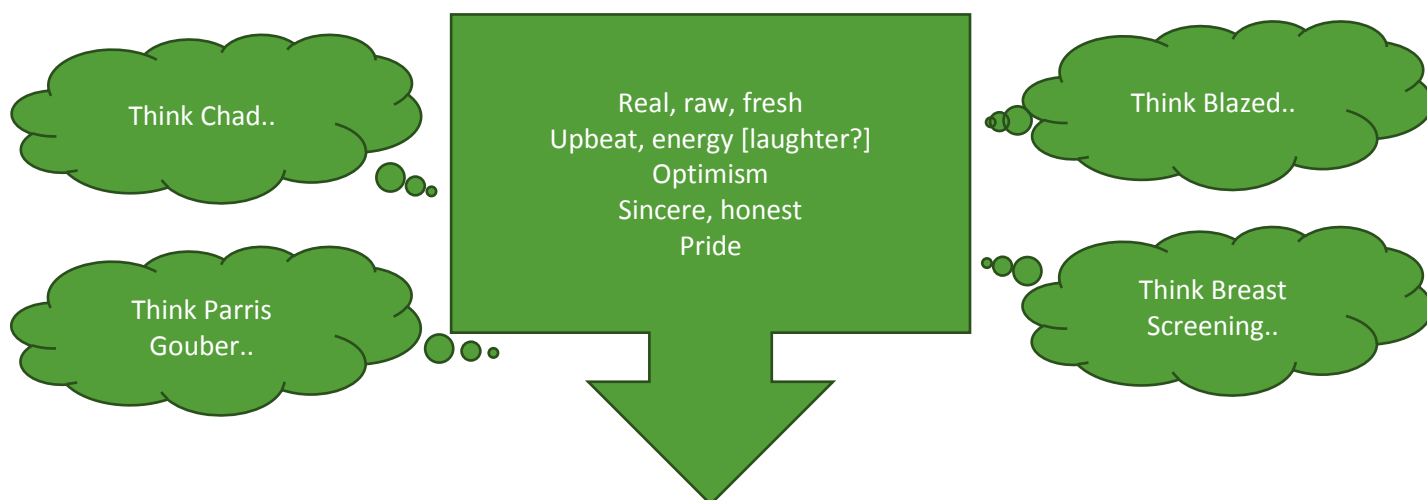 Think Chad..
Real, raw, fresh
Upbeat, energy [laughter?]
Optimism
Sincere, honest
Pride
Think Blazed..
Think Parris
Gouber..
Think Breast
Screening..